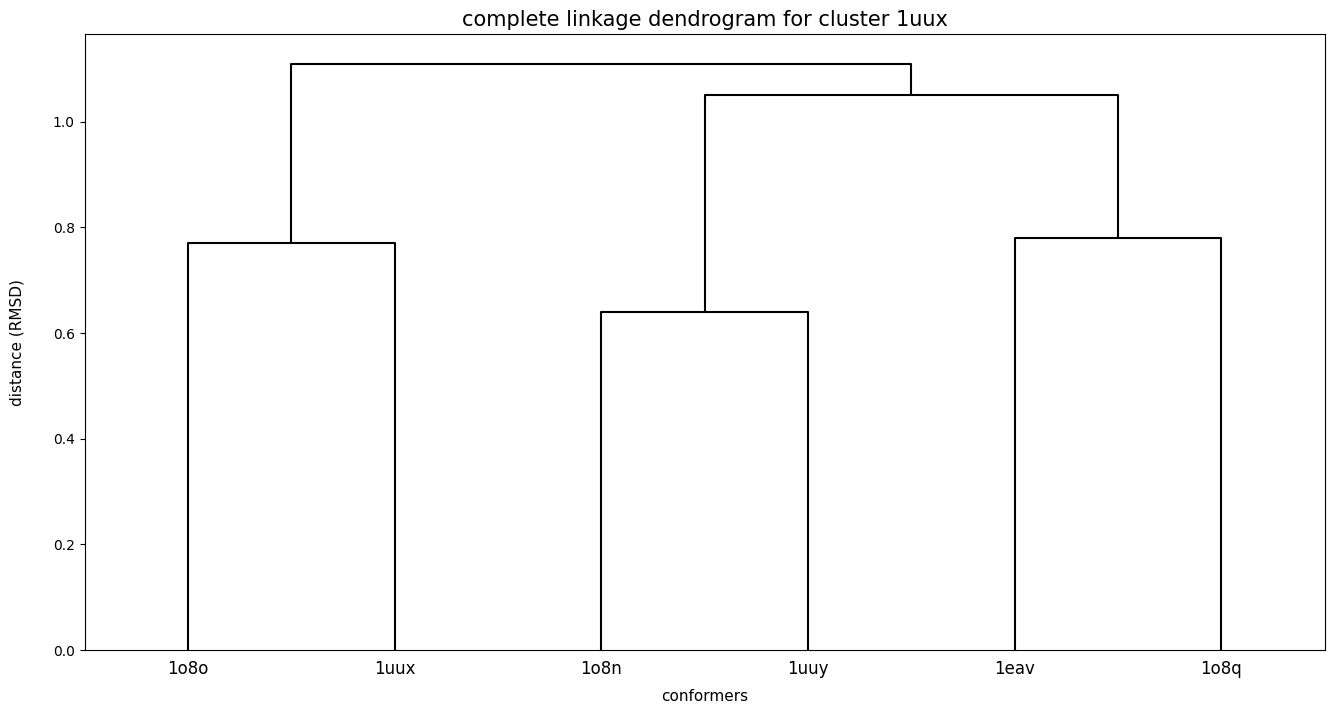 complete linkage dendrogram for cluster 1uux
1.0
0.8
0.6
0.4
0.2
0.0
distance (RMSD)
1o8o 1uux 1o8n 1uuy 1eav 1o8q
conformers